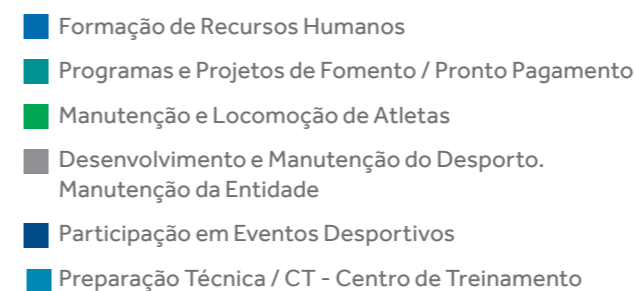 Formação de Recursos Humanos
Programas e Projetos de Fomento / Pronto Pagamento
Manutenção e Locomoção de Atletas
Desenvolvimento e Manutenção do Desporto.
Manutenção da Entidade
Participação em Eventos Desportivos
Preparação Técnica / CT - Centro de Treinamento